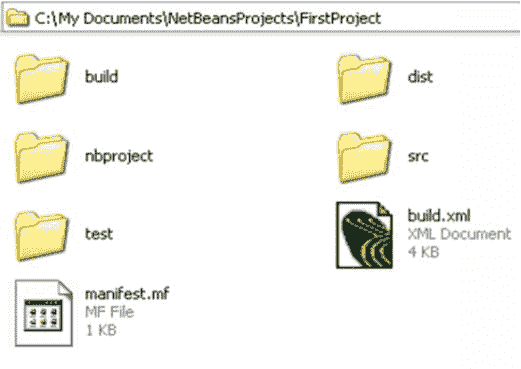 C:\My Documents\NetBeansProjects\FirstProject
build
dist
nbproject
src
test
build.xml
XML Document
4 KB
manifest.mf
MF File
1 KB